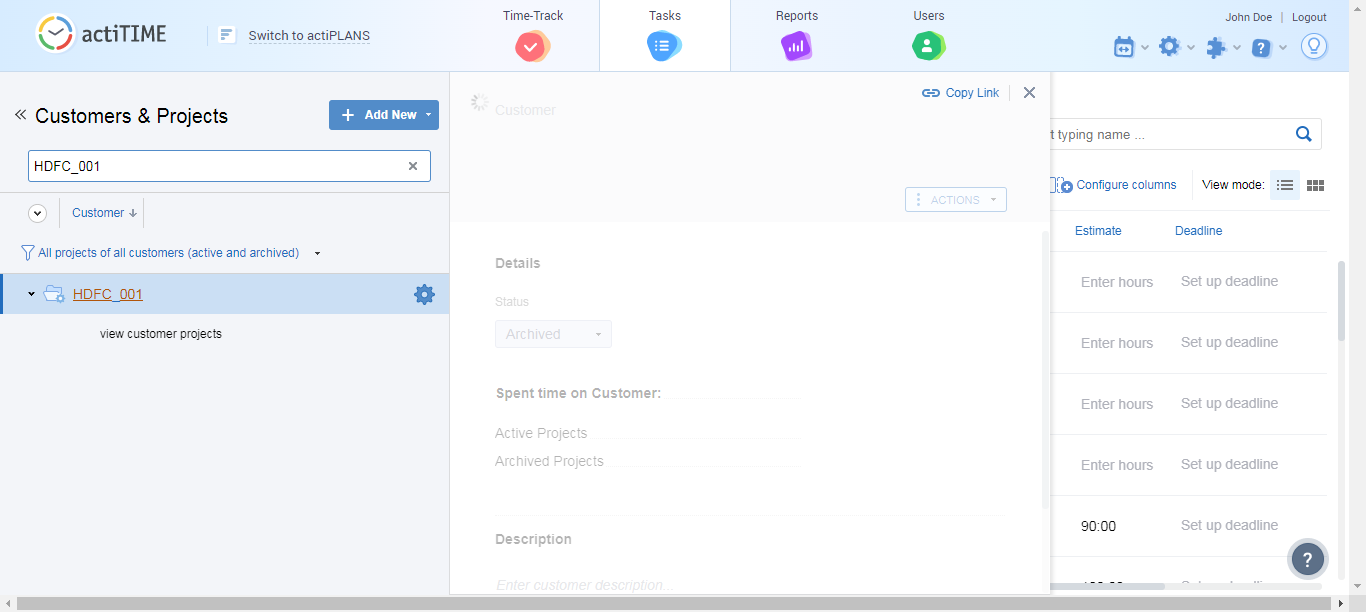 actiTIME
Switch to actiPLANS
Time-Track
Tasks
Reports
Users
John Doe | Logout
Customers & Projects
Add New
HDFC_001
Customer
All projects of all customers (active and archived)
HDFC_001
view customer projects
Customer
Copy Link
ACTIONS
Details
Status
Archived
Spent time on Customer:
Active Projects
Archived Projects
Description
Enter customer description...
t typing name ...
Configure columns
View mode:
Estimate Deadline
Enter hours Set up deadline
Enter hours Set up deadline
Enter hours Set up deadline
Enter hours Set up deadline
90:00 Set up deadline
?